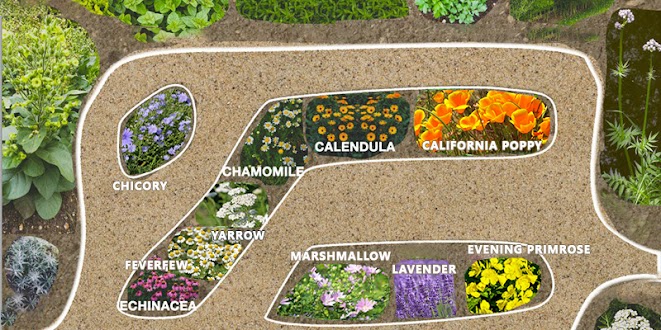 CALENDULA
CALIFORNIA POPPY
CHAMOMILE
CHICORY
YARROW
FEVERFEW
ECHINACEA
MARSHMALLOW
LAVENDER
EVENING PRIMROSE